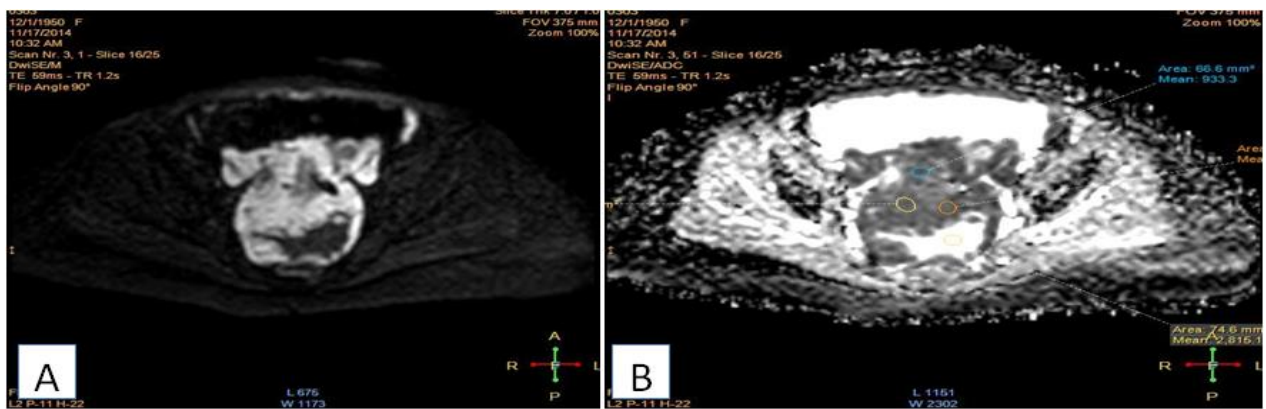 0303
12/1/1950 F
11/17/2014
10:32 AM
Scan Nr. 3, 1 - Slice 16/25
DwiSE/M
TE 59ms - TR 1.2s
Flip Angle 90°
FOV 375 mm
Zoom 100%
A
R
L
P
L 675
W 1173
L2 P-11 H-22
A
12/1/1950 F
11/17/2014
10:32 AM
Scan Nr. 3, 51 - Slice 16/25
DwiSE/ADC
TE 59ms - TR 1.2s
Flip Angle 90°
FOV 375 mm
Zoom 100%
Area: 66.6 mm²
Mean: 933.3
Area: 74.6 mm
Mean: 2,815.1
A
R
L
P
L 1151
W 2302
L2 P-11 H-22
B